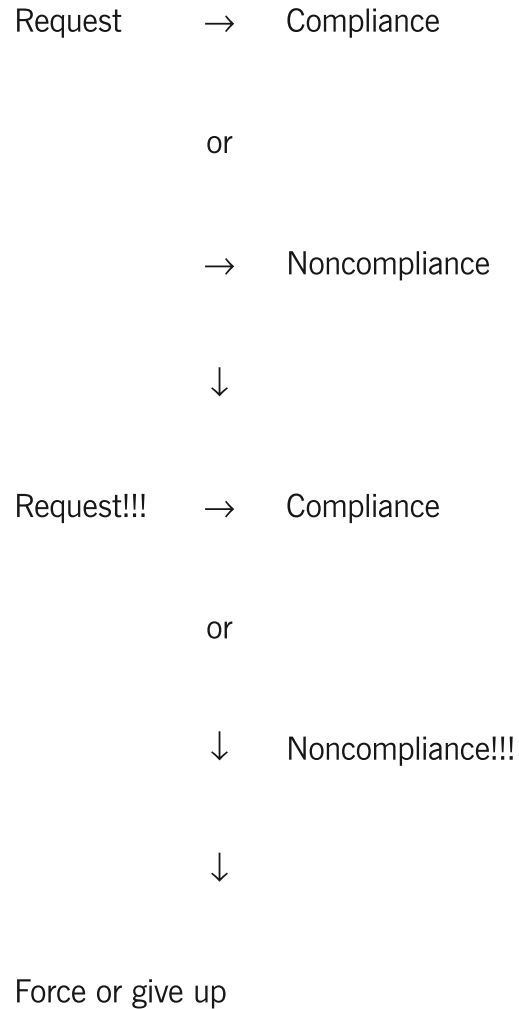 Request → Compliance
or
→ Noncompliance
↓
Request!!! → Compliance
or
↓ Noncompliance!!!
↓
Force or give up